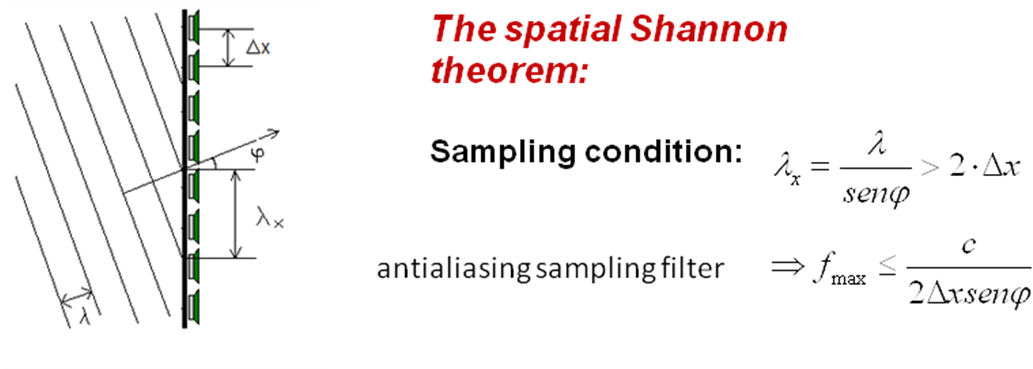 The spatial Shannon
theorem:
Δx
Sampling condition: λx = λ / senφ > 2 · Δx
φ
λx
antialiasing sampling filter ⇒ fmax ≤ c / 2Δxsenφ
λ